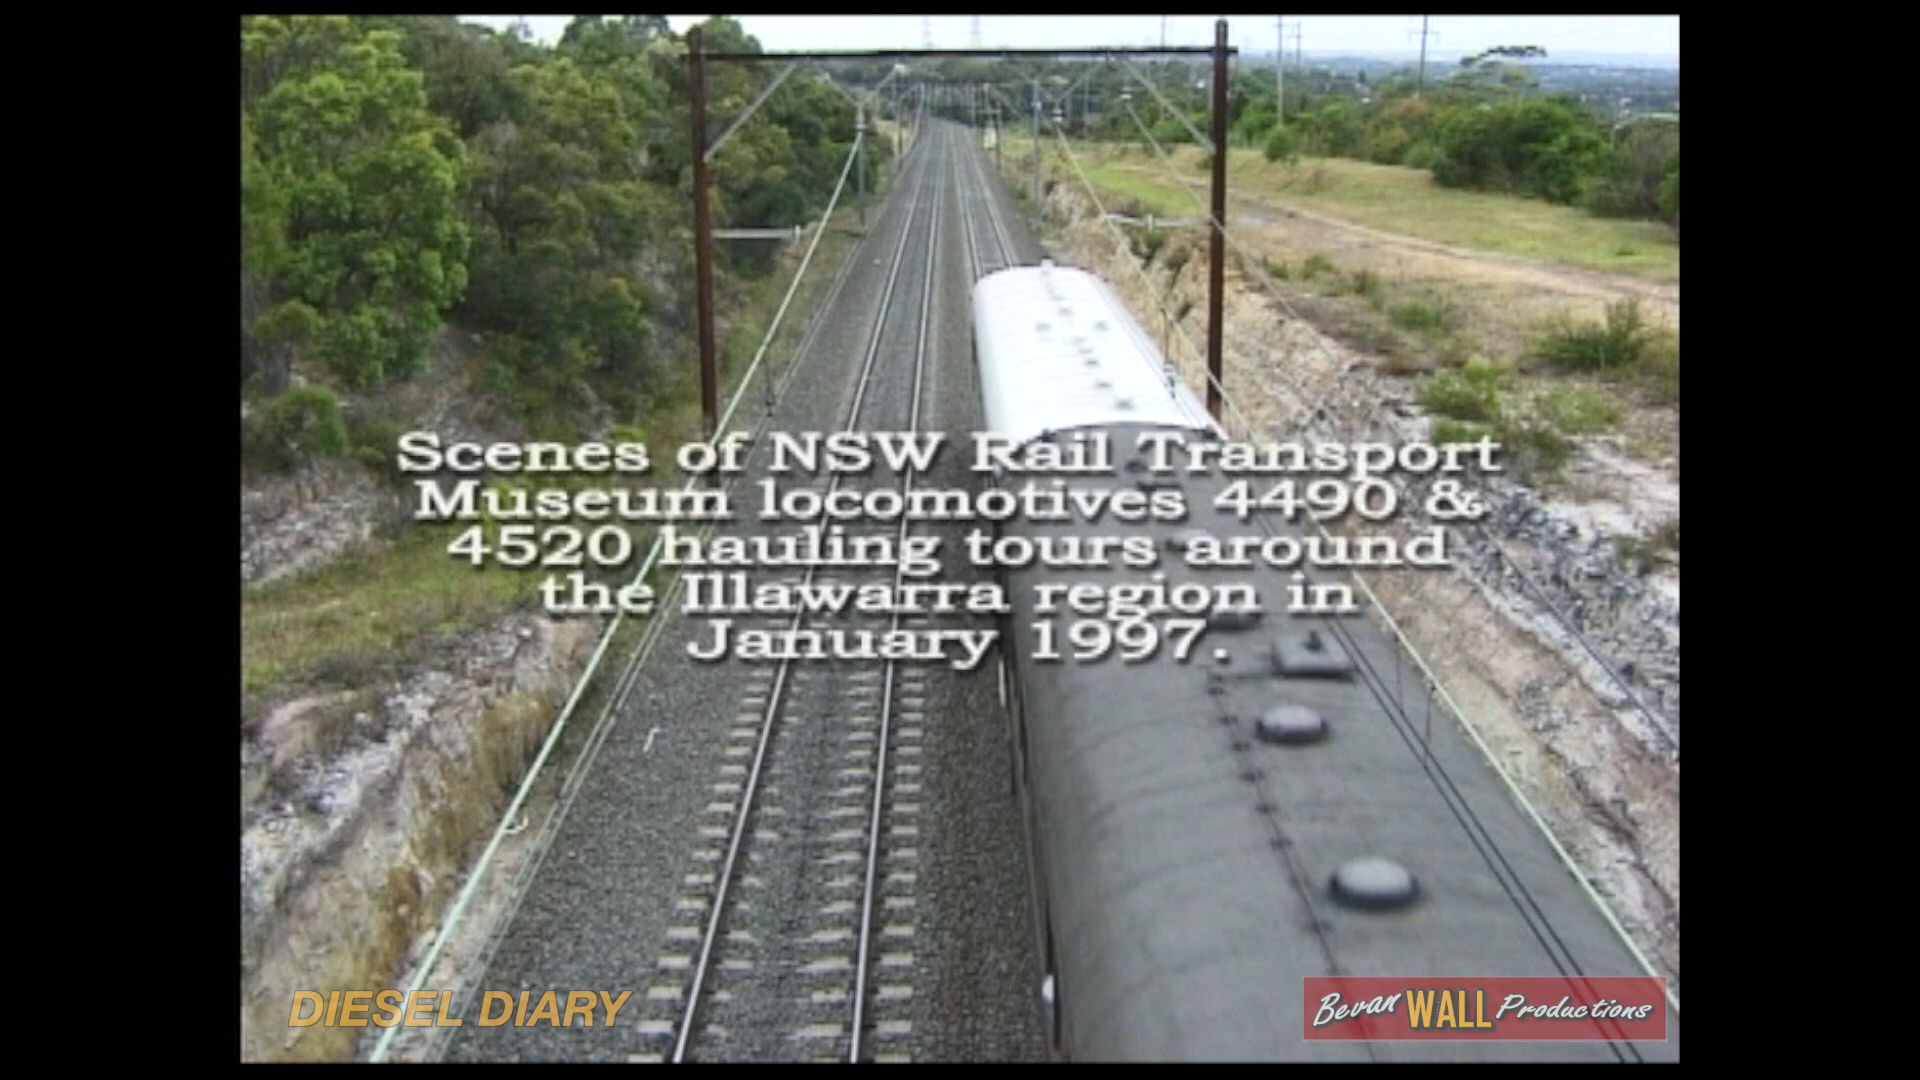 Scenes of NSW Rail Transport
Museum locomotives 4490 &
4520 hauling tours around
the Illawarra region in
January 1997.
DIESEL DIARY
Bevan WALL Productions